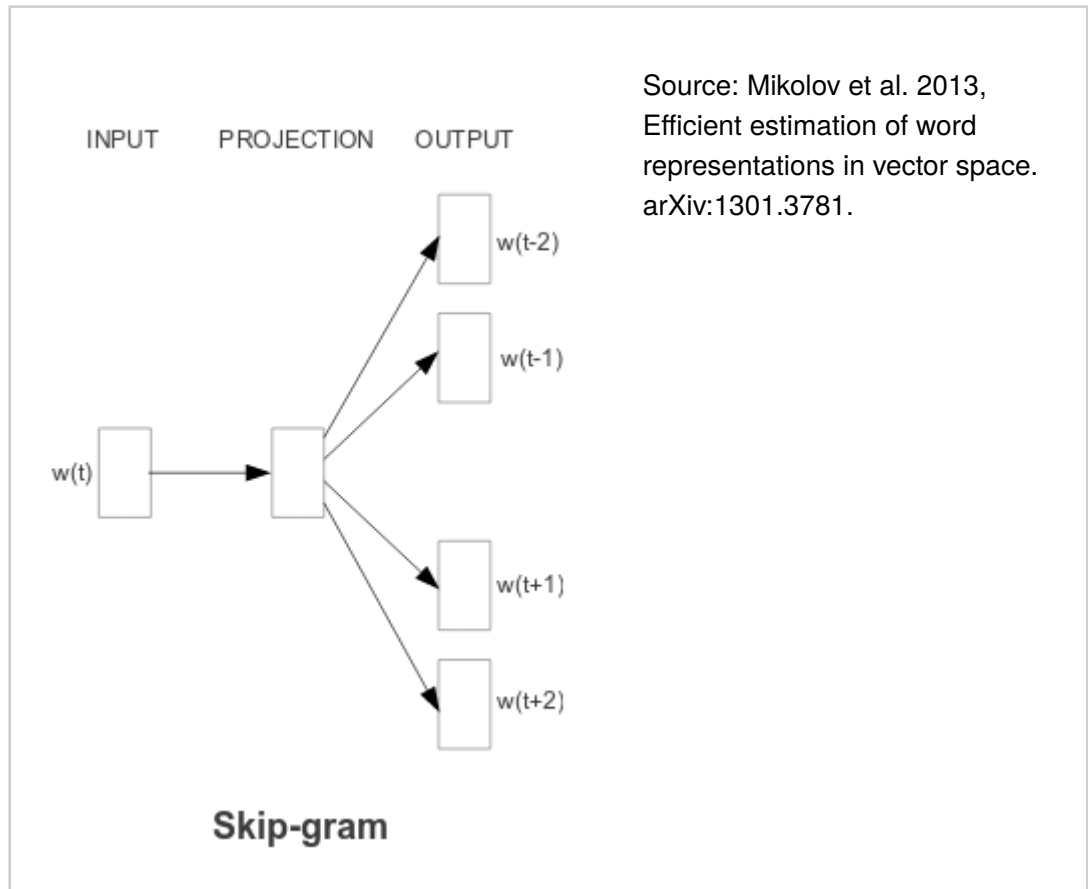 Source: Mikolov et al. 2013,
Efficient estimation of word
representations in vector space.
arXiv:1301.3781.
INPUT PROJECTION OUTPUT
w(t-2)
w(t-1)
w(t)
w(t+1)
w(t+2)
Skip-gram